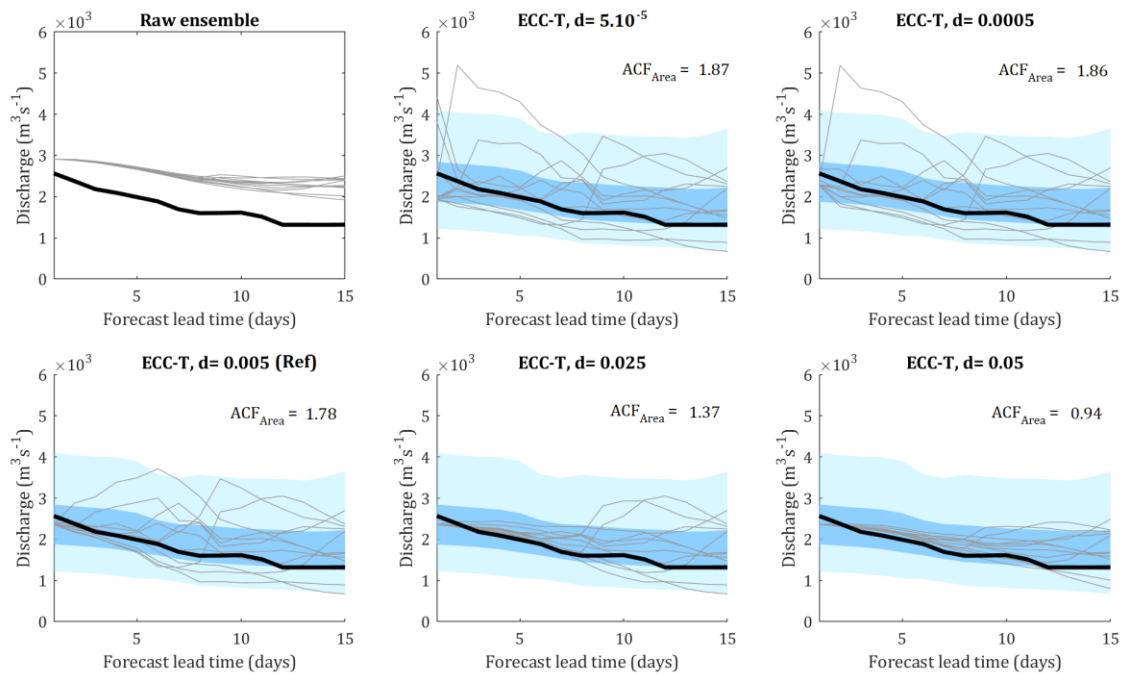 Raw ensemble
×10³
Discharge (m³s⁻¹)
6
5
4
3
2
1
0
5
10
15
Forecast lead time (days)
ECC-T, d= 5.10⁻⁵
×10³
ACF_Area = 1.87
Discharge (m³s⁻¹)
6
5
4
3
2
1
0
5
10
15
Forecast lead time (days)
ECC-T, d= 0.0005
×10³
ACF_Area = 1.86
Discharge (m³s⁻¹)
6
5
4
3
2
1
0
5
10
15
Forecast lead time (days)
ECC-T, d= 0.005 (Ref)
×10³
ACF_Area = 1.78
Discharge (m³s⁻¹)
6
5
4
3
2
1
0
5
10
15
Forecast lead time (days)
ECC-T, d= 0.025
×10³
ACF_Area = 1.37
Discharge (m³s⁻¹)
6
5
4
3
2
1
0
5
10
15
Forecast lead time (days)
ECC-T, d= 0.05
×10³
ACF_Area = 0.94
Discharge (m³s⁻¹)
6
5
4
3
2
1
0
5
10
15
Forecast lead time (days)